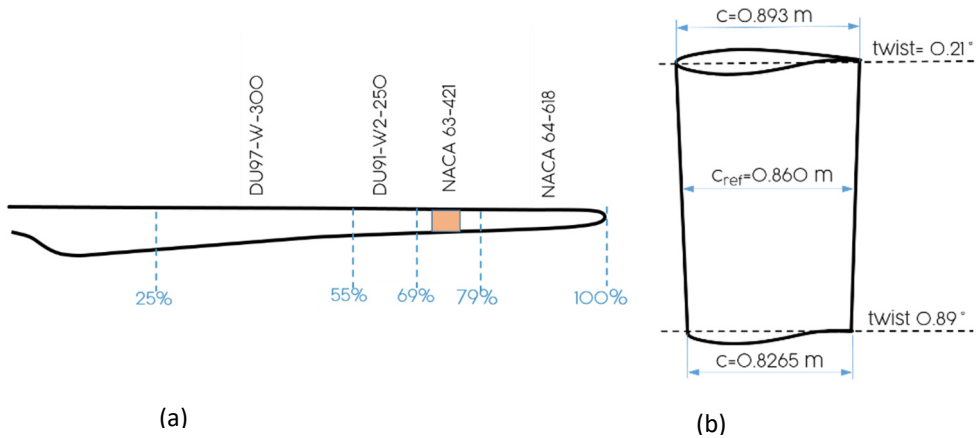 DU97-W-300
DU91-W2-250
NACA 63-421
NACA 64-618
25%
55%
69%
79%
100%
(a)
c=0.893 m
twist= 0.21°
cref=0.860 m
twist 0.89°
c=0.8265 m
(b)